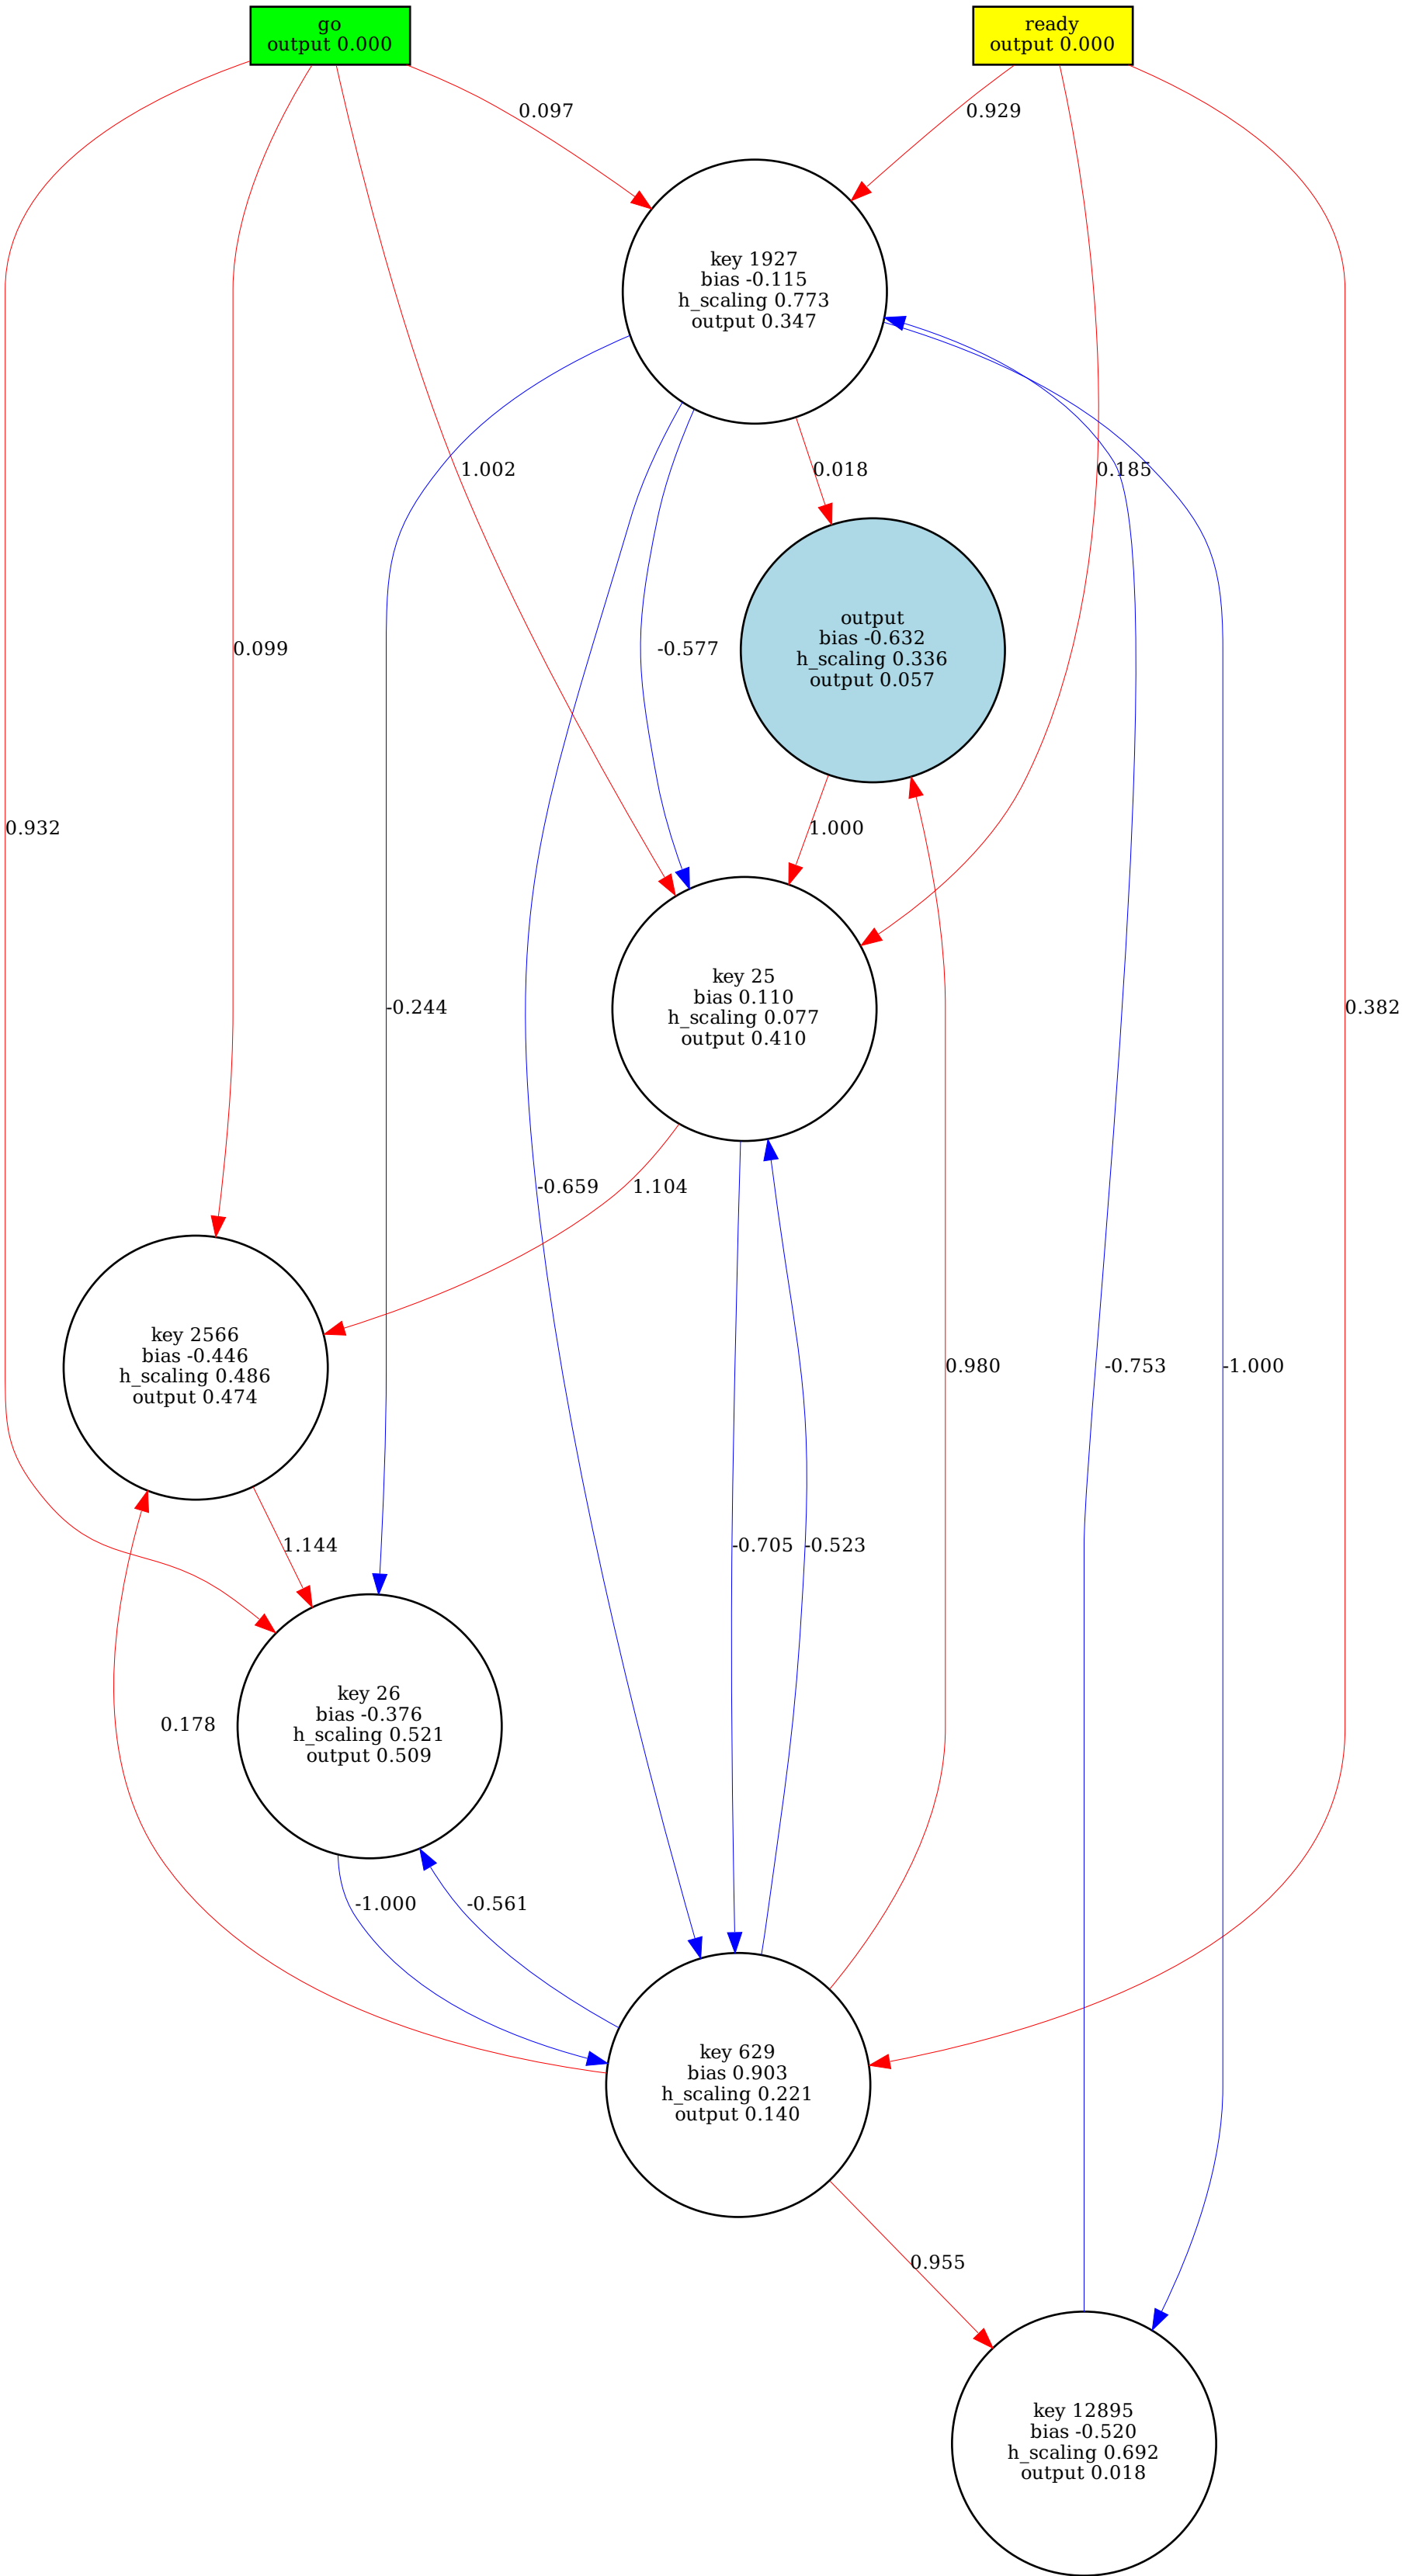 go
output 0.000
ready
output 0.000
0.097
0.929
key 1927
bias -0.115
h_scaling 0.773
output 0.347
1.002
0.018
0.185
output
bias -0.632
h_scaling 0.336
output 0.057
0.099
-0.577
0.932
1.000
key 25
bias 0.110
h_scaling 0.077
output 0.410
-0.244
0.382
-0.659
1.104
key 2566
bias -0.446
h_scaling 0.486
output 0.474
0.980
-0.753
-1.000
1.144
-0.705
-0.523
key 26
bias -0.376
h_scaling 0.521
output 0.509
0.178
-1.000
-0.561
key 629
bias 0.903
h_scaling 0.221
output 0.140
0.955
key 12895
bias -0.520
h_scaling 0.692
output 0.018